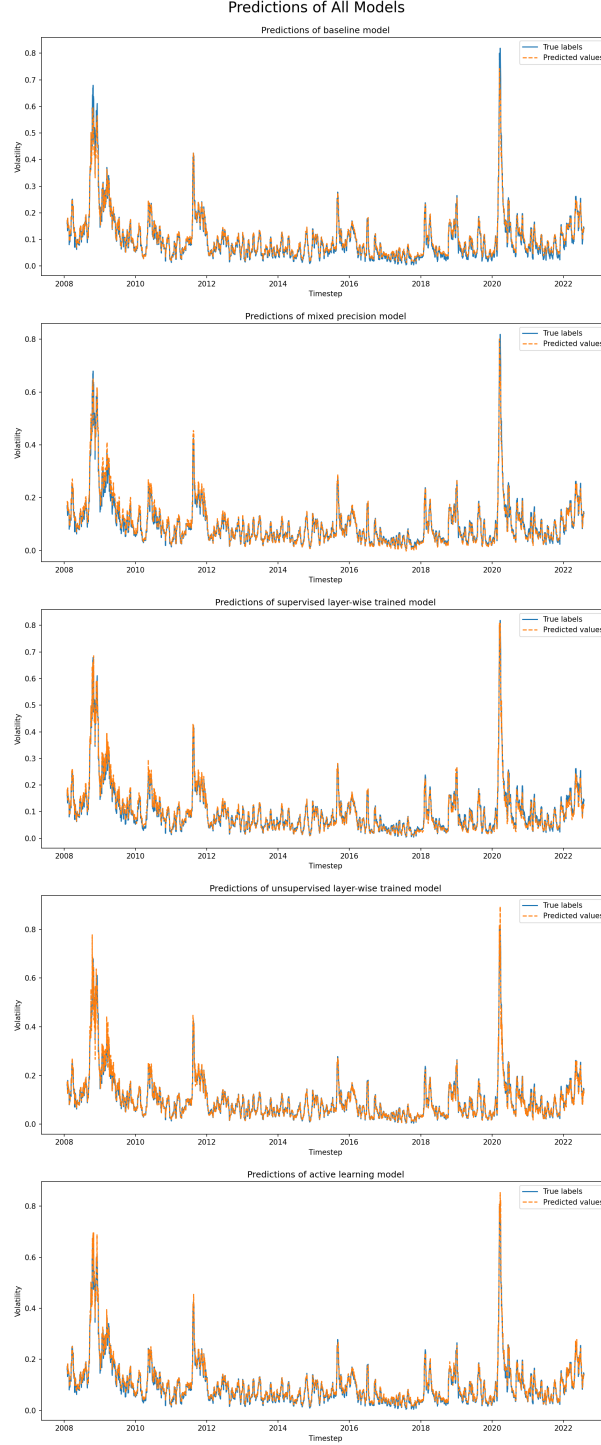 Predictions of All Models
Predictions of baseline model
True labels
Predicted values
Volatility
0.8
0.7
0.6
0.5
0.4
0.3
0.2
0.1
0.0
2008 2010 2012 2014 2016 2018 2020 2022
Timestep
Predictions of mixed precision model
True labels
Predicted values
Volatility
0.8
0.6
0.4
0.2
0.0
2008 2010 2012 2014 2016 2018 2020 2022
Timestep
Predictions of supervised layer-wise trained model
True labels
Predicted values
Volatility
0.8
0.7
0.6
0.5
0.4
0.3
0.2
0.1
0.0
2008 2010 2012 2014 2016 2018 2020 2022
Timestep
Predictions of unsupervised layer-wise trained model
True labels
Predicted values
Volatility
0.8
0.6
0.4
0.2
0.0
2008 2010 2012 2014 2016 2018 2020 2022
Timestep
Predictions of active learning model
True labels
Predicted values
Volatility
0.8
0.6
0.4
0.2
0.0
2008 2010 2012 2014 2016 2018 2020 2022
Timestep